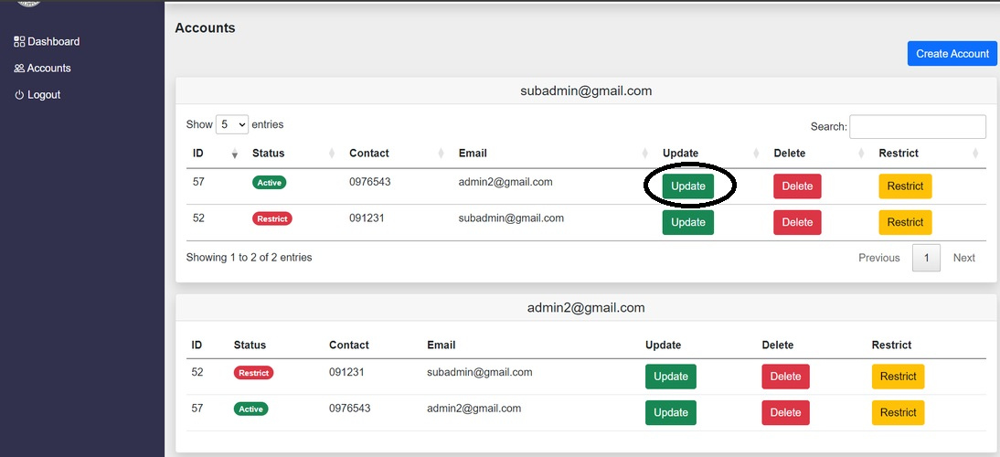 Accounts
Dashboard
Accounts
Logout
Create Account
subadmin@gmail.com
Show 5 entries Search:
ID Status Contact Email Update Delete Restrict
57 Active 0976543 admin2@gmail.com Update Delete Restrict
52 Restrict 091231 subadmin@gmail.com Update Delete Restrict
Showing 1 to 2 of 2 entries Previous 1 Next
admin2@gmail.com
ID Status Contact Email Update Delete Restrict
52 Restrict 091231 subadmin@gmail.com Update Delete Restrict
57 Active 0976543 admin2@gmail.com Update Delete Restrict